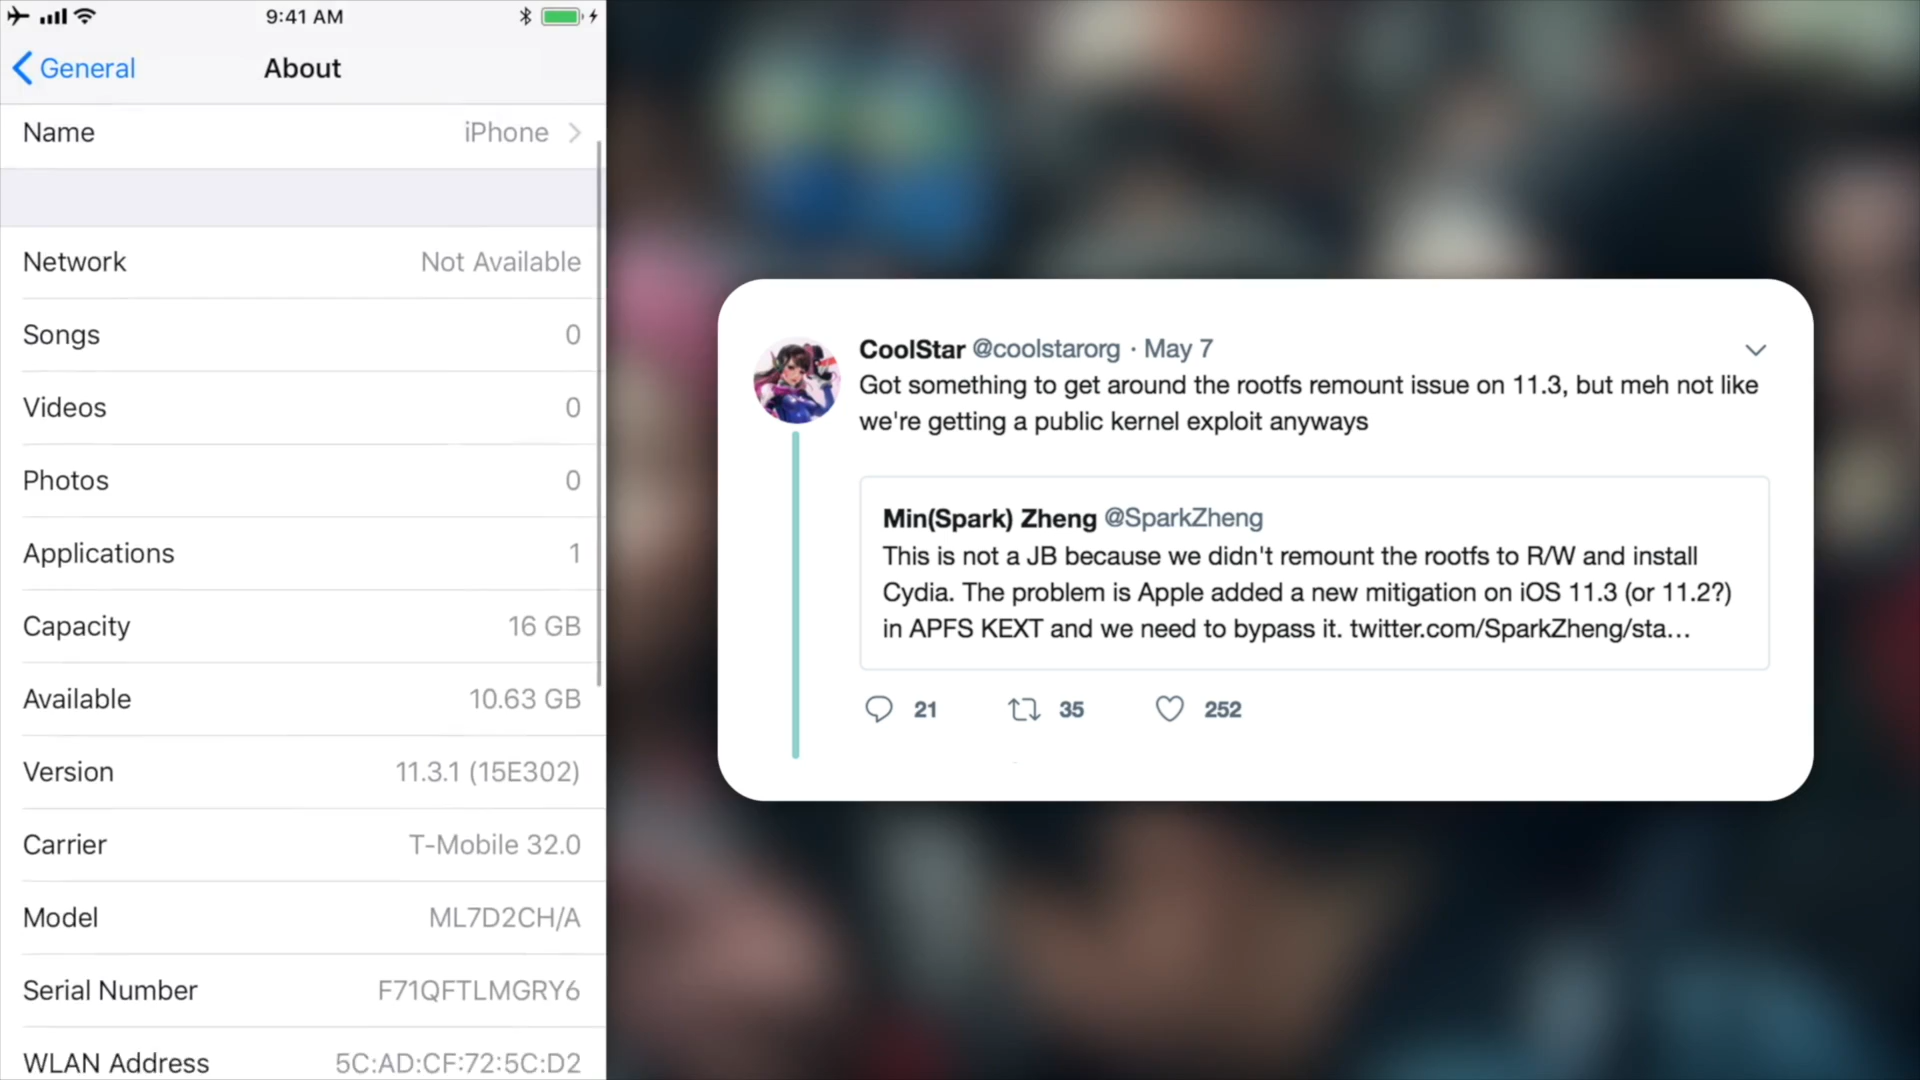 9:41 AM
General
About
Name
iPhone
Network
Not Available
Songs
0
Videos
0
Photos
0
Applications
1
Capacity
16 GB
Available
10.63 GB
Version
11.3.1 (15E302)
Carrier
T-Mobile 32.0
Model
ML7D2CH/A
Serial Number
F71QFTLMGRY6
WLAN Address
5C:AD:CF:72:5C:D2
CoolStar @coolstarorg · May 7
Got something to get around the rootfs remount issue on 11.3, but meh not like
we're getting a public kernel exploit anyways
Min(Spark) Zheng @SparkZheng
This is not a JB because we didn't remount the rootfs to R/W and install
Cydia. The problem is Apple added a new mitigation on iOS 11.3 (or 11.2?)
in APFS KEXT and we need to bypass it. twitter.com/SparkZheng/sta…
21
35
252